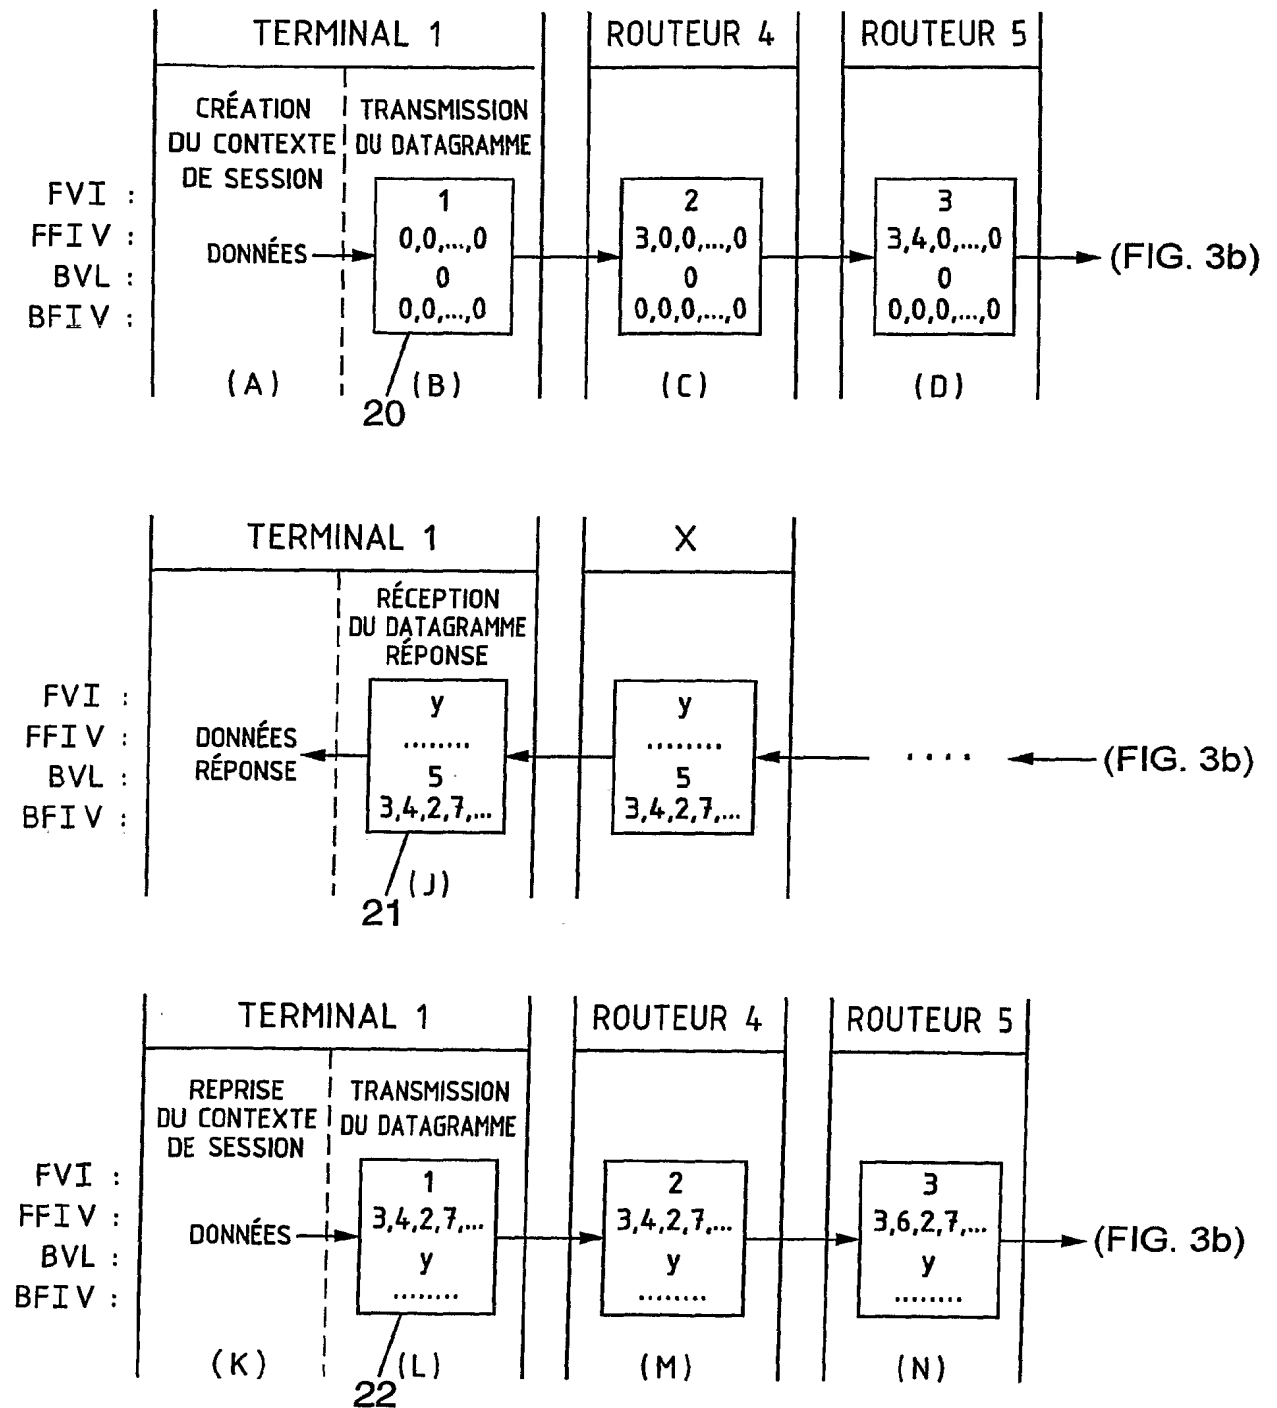 TERMINAL 1
ROUTEUR 4
ROUTEUR 5
CRÉATION
DU CONTEXTE
DE SESSION
TRANSMISSION
DU DATAGRAMME
FVI :
FFIV :
BVL :
BFIV :
DONNÉES
1
0,0,...,0
0
0,0,...,0
2
3,0,0,...,0
0
0,0,0,...,0
3
3,4,0,...,0
0
0,0,0,...,0
(FIG. 3b)
(A)
(B)
(C)
(D)
20
TERMINAL 1
X
RÉCEPTION
DU DATAGRAMME
RÉPONSE
FVI :
FFIV :
BVL :
BFIV :
DONNÉES
RÉPONSE
y
........
5
3,4,2,7,...
y
........
5
3,4,2,7,...
....
(FIG. 3b)
(J)
21
TERMINAL 1
ROUTEUR 4
ROUTEUR 5
REPRISE
DU CONTEXTE
DE SESSION
TRANSMISSION
DU DATAGRAMME
FVI :
FFIV :
BVL :
BFIV :
DONNÉES
1
3,4,2,7,...
y
........
2
3,4,2,7,...
y
........
3
3,6,2,7,...
y
........
(FIG. 3b)
(K)
(L)
(M)
(N)
22